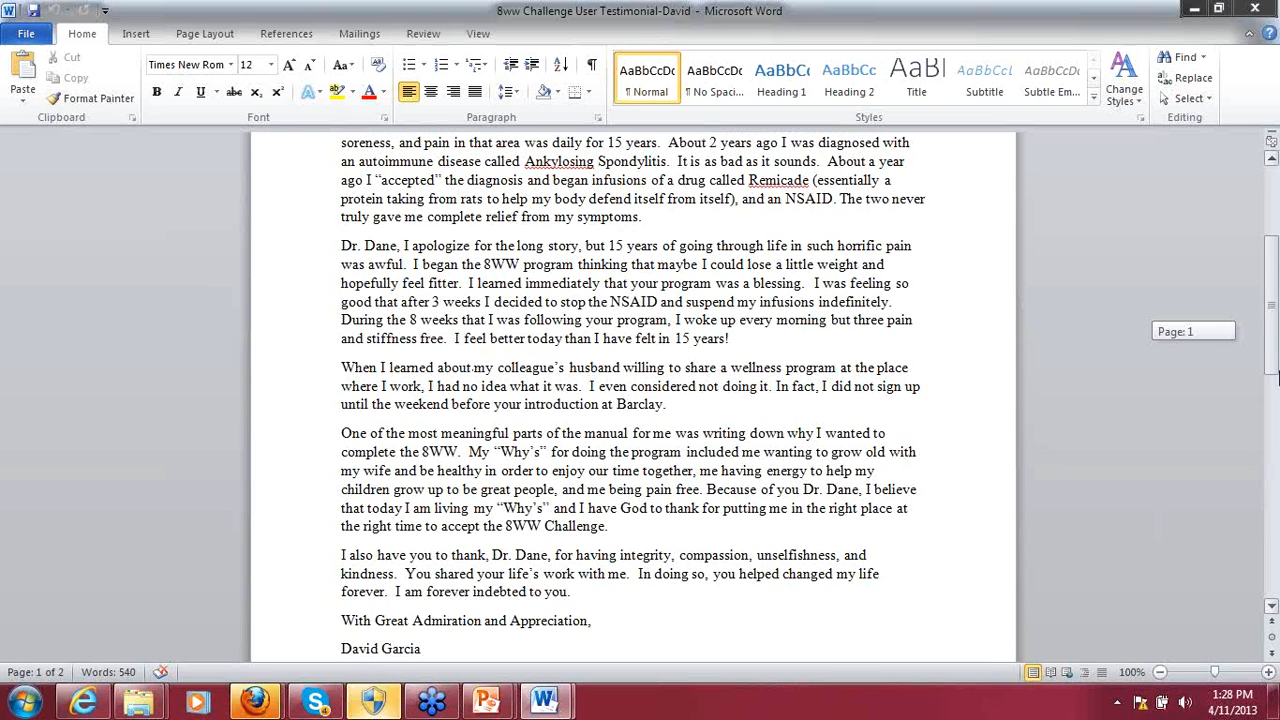 8ww Challenge User Testimonial-David - Microsoft Word
File Home Insert Page Layout References Mailings Review View
Cut
Copy
Format Painter
Paste
Clipboard
Times New Rom 12
Font
Paragraph
AaBbCcDc AaBbCcDc AaBbCc AaBbCc AaBl AaBbCcL AaBbCcDc
¶ Normal ¶ No Spaci... Heading 1 Heading 2 Title Subtitle Subtle Em...
Styles
Change
Styles
Find
Replace
Select
Editing
soreness, and pain in that area was daily for 15 years. About 2 years ago I was diagnosed with
an autoimmune disease called Ankylosing Spondylitis. It is as bad as it sounds. About a year
ago I “accepted” the diagnosis and began infusions of a drug called Remicade (essentially a
protein taking from rats to help my body defend itself from itself), and an NSAID. The two never
truly gave me complete relief from my symptoms.
Dr. Dane, I apologize for the long story, but 15 years of going through life in such horrific pain
was awful. I began the 8WW program thinking that maybe I could lose a little weight and
hopefully feel fitter. I learned immediately that your program was a blessing. I was feeling so
good that after 3 weeks I decided to stop the NSAID and suspend my infusions indefinitely.
During the 8 weeks that I was following your program, I woke up every morning but three pain
and stiffness free. I feel better today than I have felt in 15 years!
When I learned about my colleague’s husband willing to share a wellness program at the place
where I work, I had no idea what it was. I even considered not doing it. In fact, I did not sign up
until the weekend before your introduction at Barclay.
One of the most meaningful parts of the manual for me was writing down why I wanted to
complete the 8WW. My “Why’s” for doing the program included me wanting to grow old with
my wife and be healthy in order to enjoy our time together, me having energy to help my
children grow up to be great people, and me being pain free. Because of you Dr. Dane, I believe
that today I am living my “Why’s” and I have God to thank for putting me in the right place at
the right time to accept the 8WW Challenge.
I also have you to thank, Dr. Dane, for having integrity, compassion, unselfishness, and
kindness. You shared your life’s work with me. In doing so, you helped changed my life
forever. I am forever indebted to you.
With Great Admiration and Appreciation,
David Garcia
Page: 1
Page: 1 of 2 Words: 540 100%
1:28 PM
4/11/2013